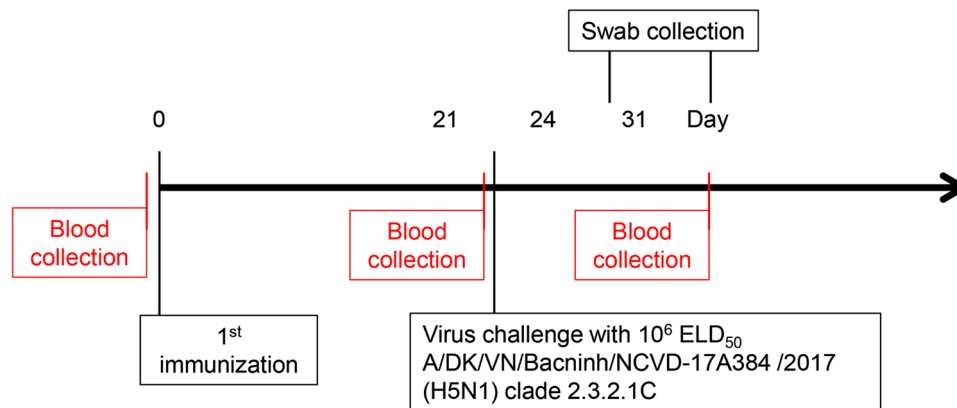 Swab collection
0 21 24 31 Day
Blood
collection
Blood
collection
Blood
collection
1st
immunization
Virus challenge with 10⁶ ELD₅₀
A/DK/VN/Bacninh/NCVD-17A384 /2017
(H5N1) clade 2.3.2.1C